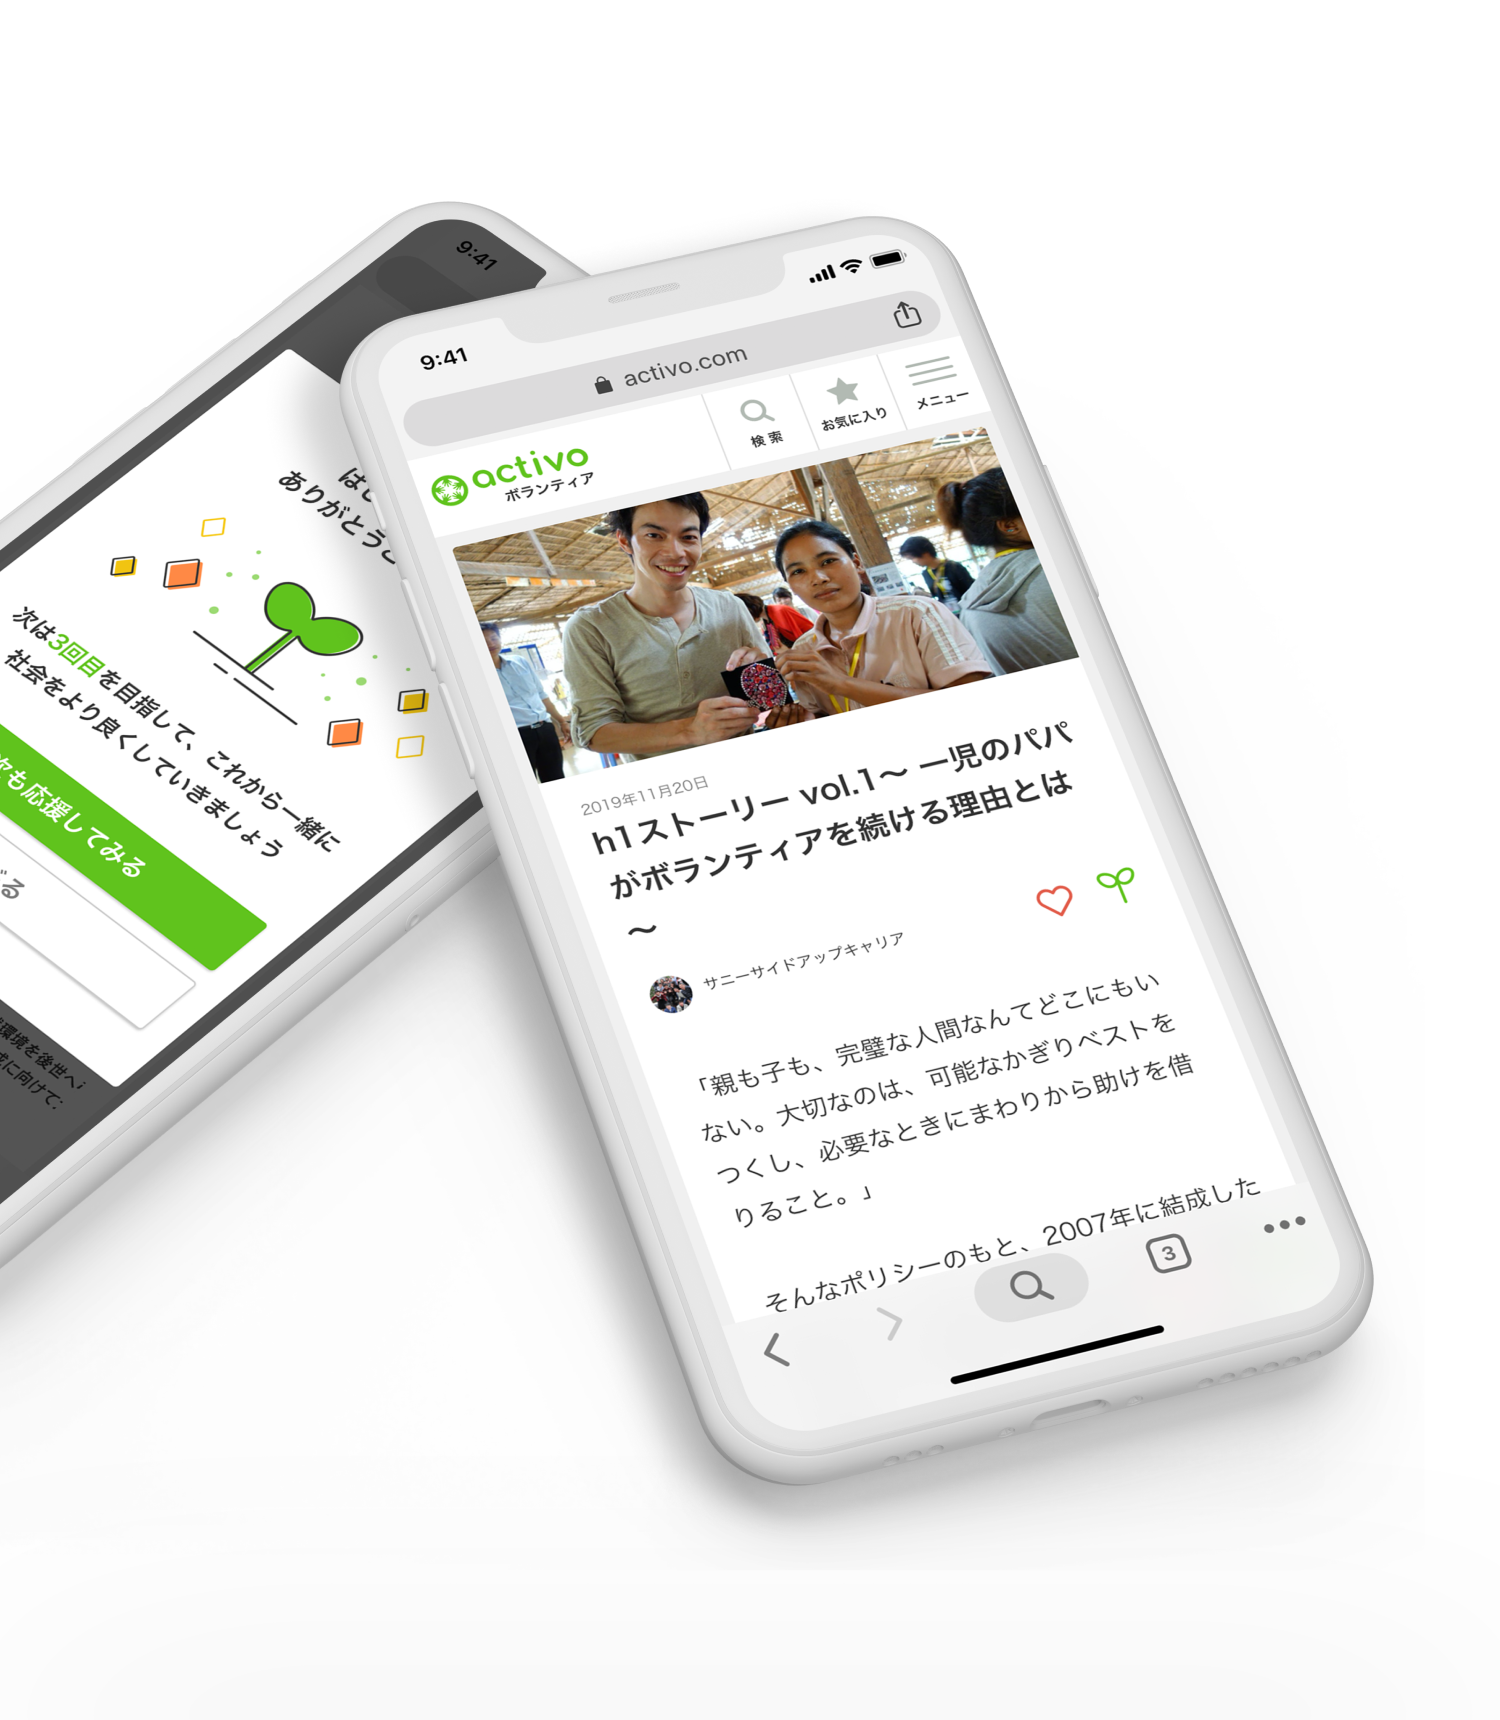 9:41
activo.com
activo
ボランティア
検 索
お気に入り
メニュー
2019年11月20日
h1ストーリー vol.1〜 一児のパパ
がボランティアを続ける理由とは
〜
サニーサイドアップキャリア
「親も子も、完璧な人間なんてどこにもい
ない。大切なのは、可能なかぎりベストを
つくし、必要なときにまわりから助けを借
りること。」
そんなポリシーのもと、2007年に結成した
3
9:41
ありがとうご
次は3回目を目指して、これから一緒に
社会をより良くしていきましょう
次も応援してみる
環境を後世へ
に向けて